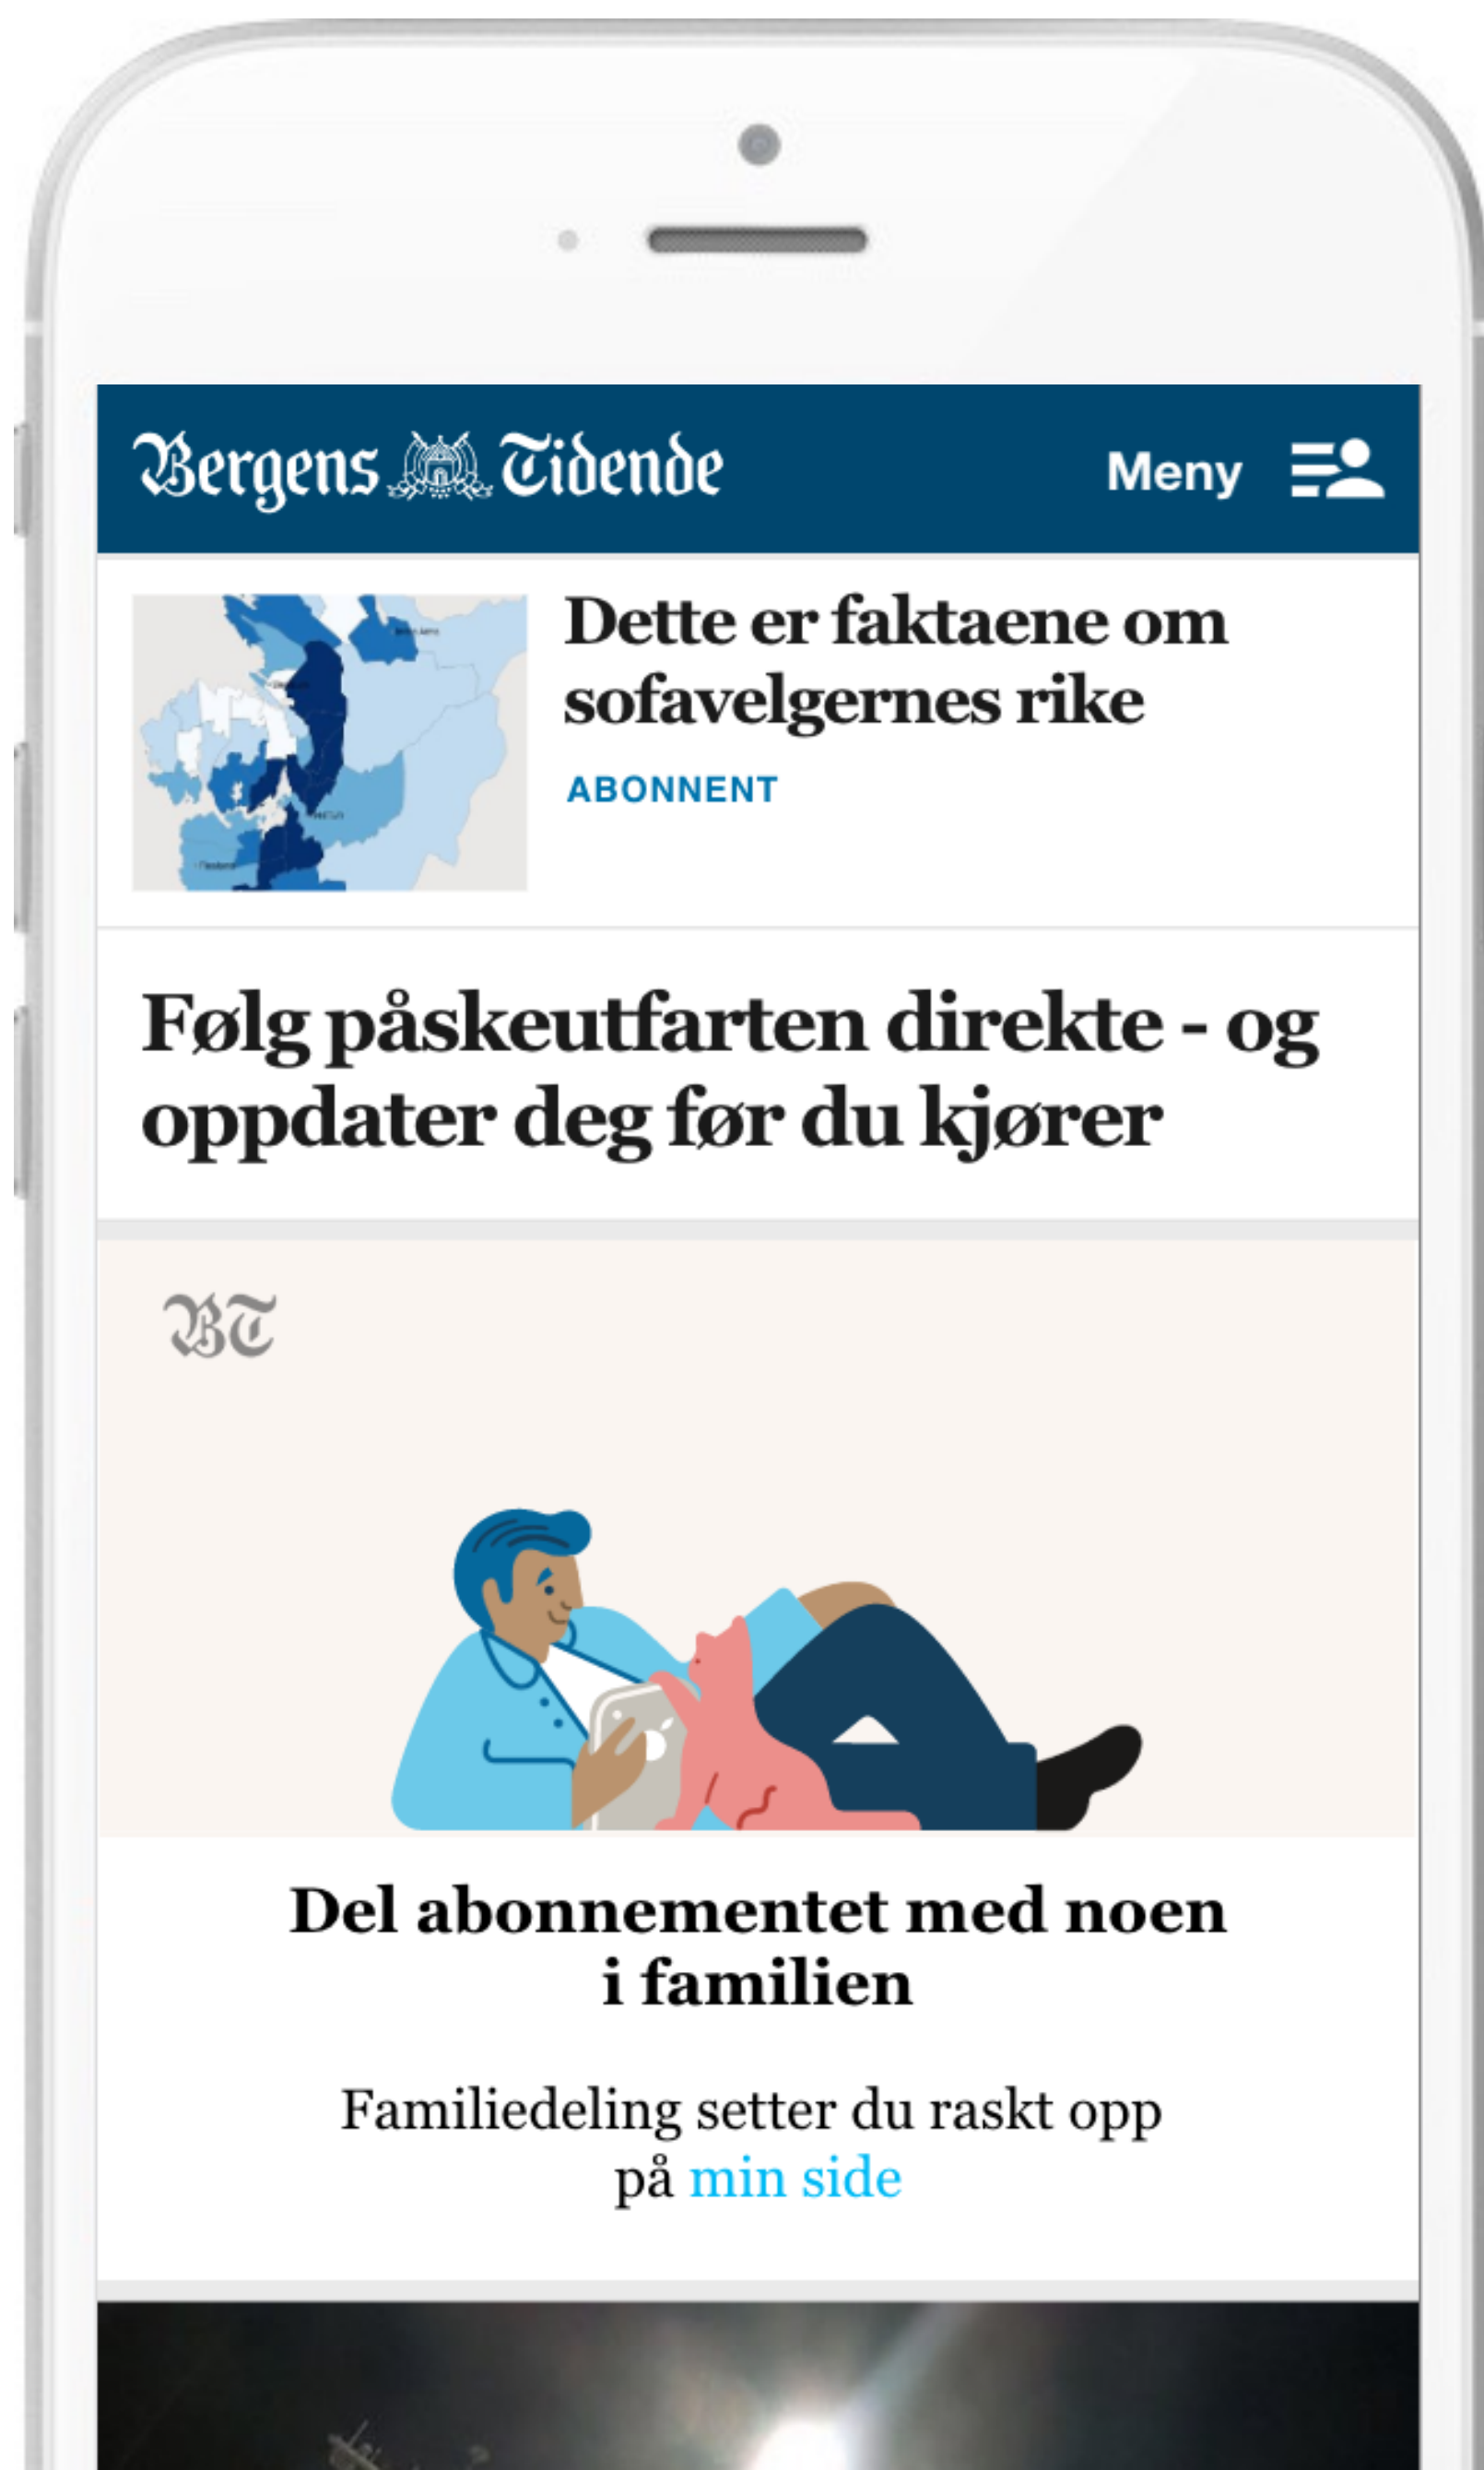 Bergens Tidende
Meny
Dette er faktaene om
sofavelgernes rike
ABONNENT
Følg påskeutfarten direkte - og
oppdater deg før du kjører
BT
Del abonnementet med noen
i familien
Familiedeling setter du raskt opp
på min side